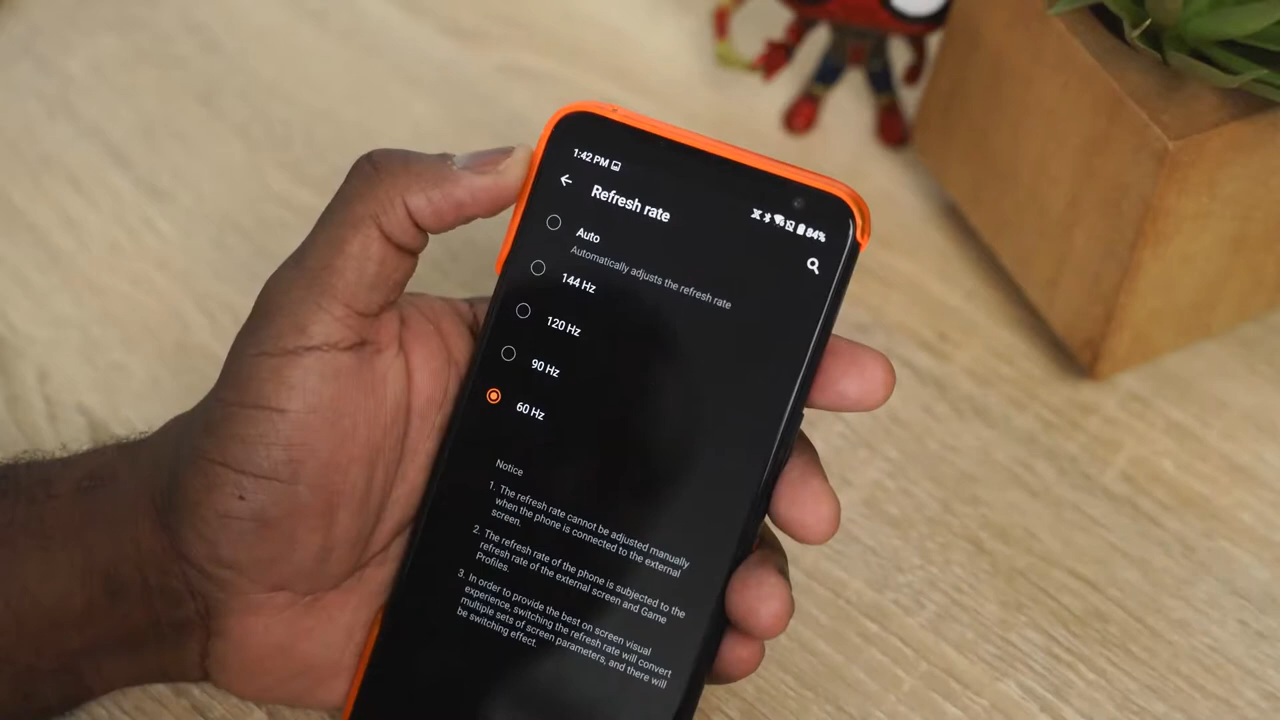 1:42 PM
84%
Refresh rate
Auto
Automatically adjusts the refresh rate
144 Hz
120 Hz
90 Hz
60 Hz
Notice
1. The refresh rate cannot be adjusted manually
when the phone is connected to the external
screen.
2. The refresh rate of the phone is subjected to the
refresh rate of the external screen and Game
Profiles.
3. In order to provide the best on screen visual
experience, switching the refresh rate will convert
multiple sets of screen parameters, and there will
be switching effect.